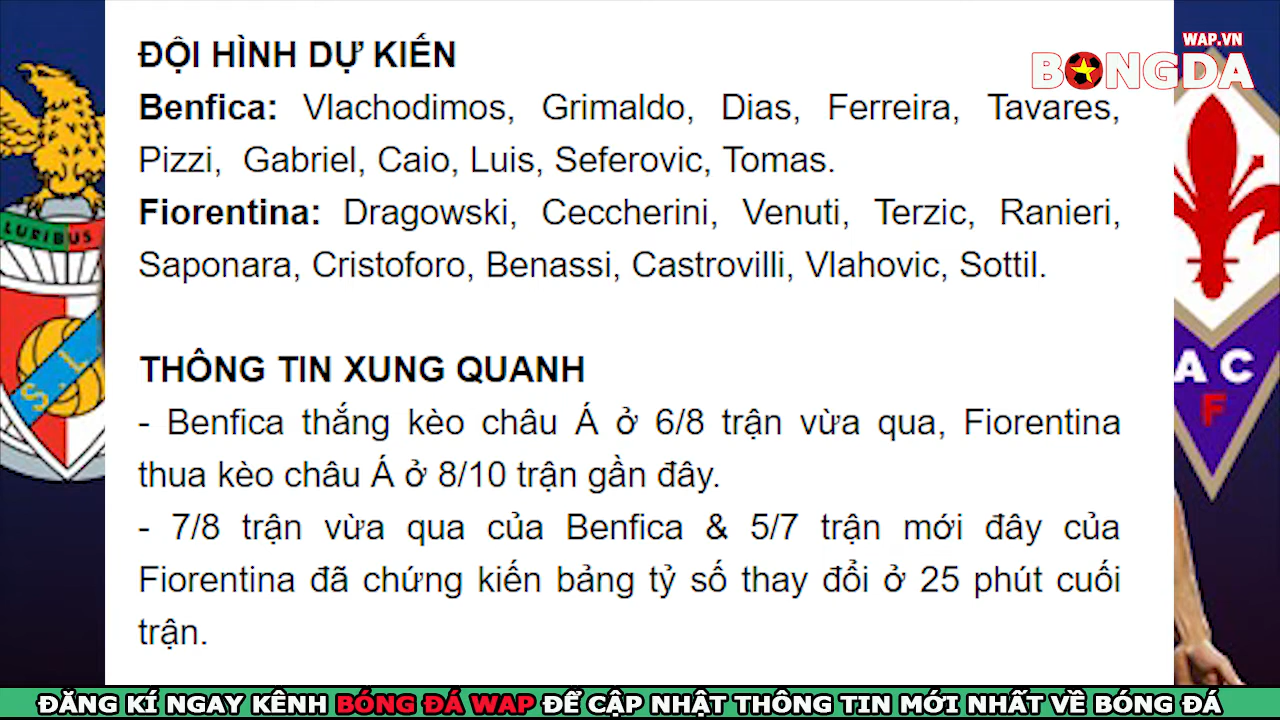 WAP.VN
BONGDA
ĐỘI HÌNH DỰ KIẾN
Benfica: Vlachodimos, Grimaldo, Dias, Ferreira, Tavares,
Pizzi, Gabriel, Caio, Luis, Seferovic, Tomas.
Fiorentina: Dragowski, Ceccherini, Venuti, Terzic, Ranieri,
Saponara, Cristoforo, Benassi, Castrovilli, Vlahovic, Sottil.
THÔNG TIN XUNG QUANH
- Benfica thắng kèo châu Á ở 6/8 trận vừa qua, Fiorentina
thua kèo châu Á ở 8/10 trận gần đây.
- 7/8 trận vừa qua của Benfica & 5/7 trận mới đây của
Fiorentina đã chứng kiến bảng tỷ số thay đổi ở 25 phút cuối
trận.
LURIBUS
S L
AC
F
ĐĂNG KÍ NGAY KÊNH BÓNG ĐÁ WAP ĐỂ CẬP NHẬT THÔNG TIN MỚI NHẤT VỀ BÓNG ĐÁ